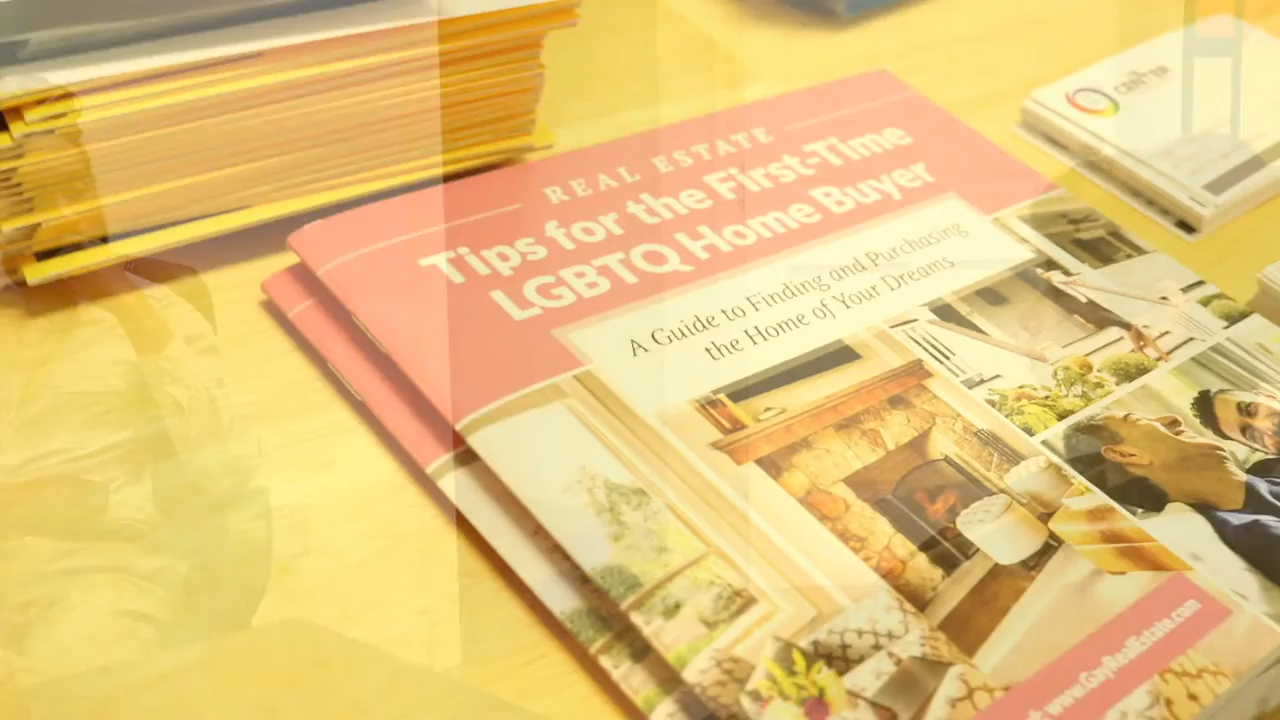 REAL ESTATE
Tips for the First-Time
LGBTQ Home Buyer
A Guide to Finding and Purchasing
the Home of Your Dreams
www.GayRealEstate.com
CENTER